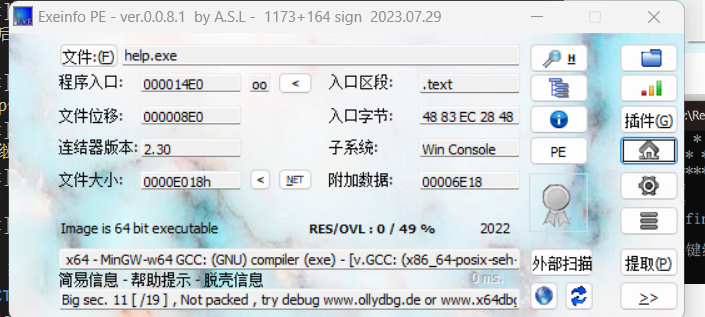 Exeinfo PE - ver.0.0.8.1 by A.S.L - 1173+164 sign 2023.07.29
文件:(F) help.exe H
程序入口: 000014E0 oo < 入口区段: .text
文件位移: 000008E0 入口字节: 48 83 EC 28 48 插件(G)
连结器版本: 2.30 子系统: Win Console PE
文件大小: 0000E018h < NET 附加数据: 00006E18
Image is 64 bit executable RES/OVL : 0 / 49 % 2022
x64 - MinGW-w64 GCC: (GNU) compiler (exe) - [v.GCC: (x86_64-posix-seh- 外部扫描 提取(P)
简易信息 - 帮助提示 - 脱壳信息 0 ms.
Big sec. 11 [ /19 ] , Not packed , try debug www.ollydbg.de or www.x64dbg >>